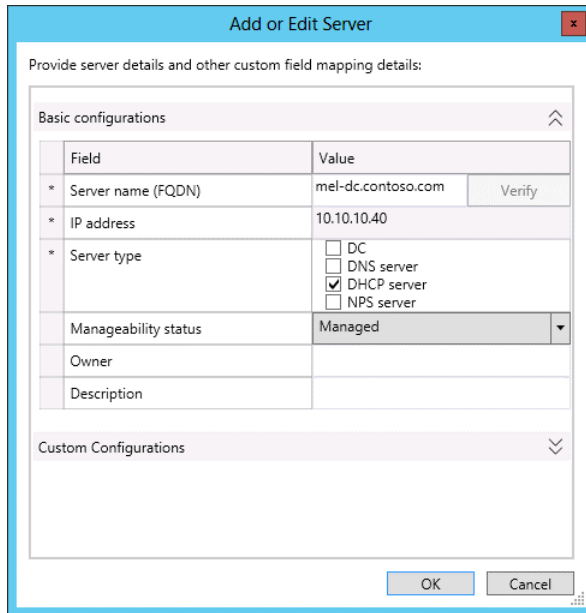 Add or Edit Server
x
Provide server details and other custom field mapping details:
Basic configurations
Field Value
* Server name (FQDN) mel-dc.contoso.com Verify
* IP address 10.10.10.40
* Server type DC
DNS server
DHCP server
NPS server
Manageability status Managed
Owner
Description
Custom Configurations
OK Cancel